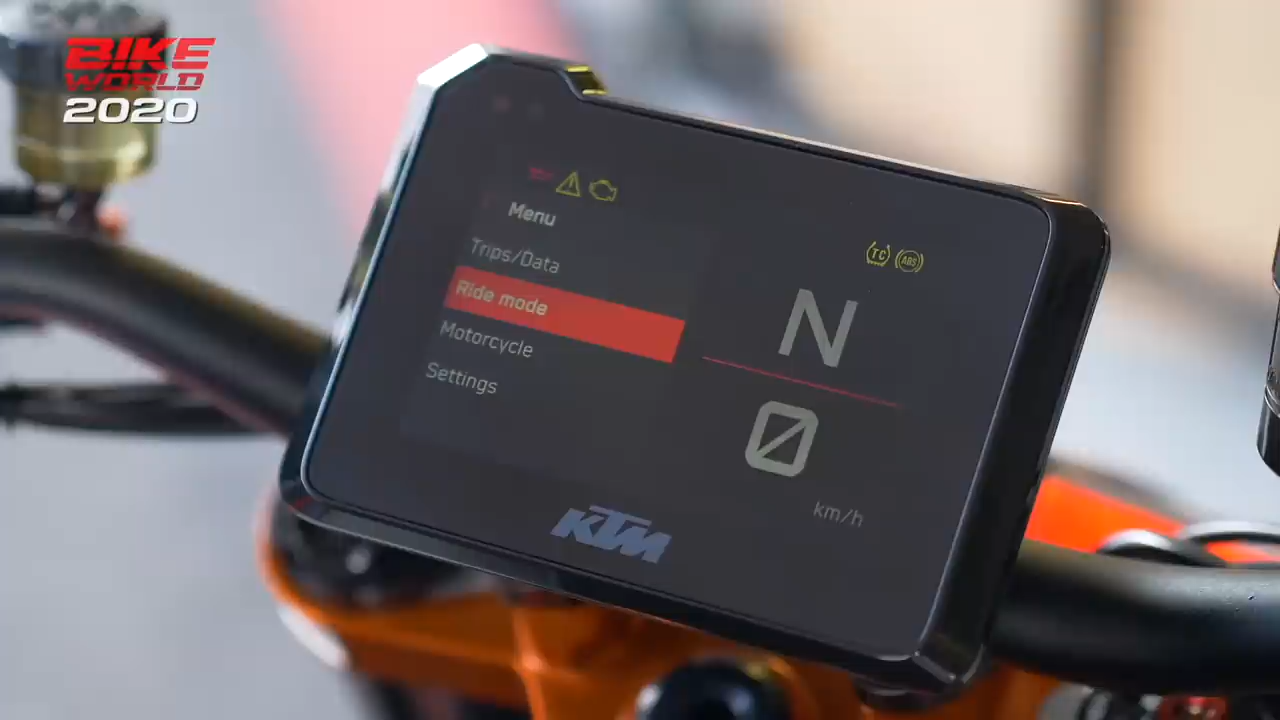 BIKE
WORLD
2020
Menu
Trips/Data
Ride mode
Motorcycle
Settings
TC ABS
N
0
km/h
KTM